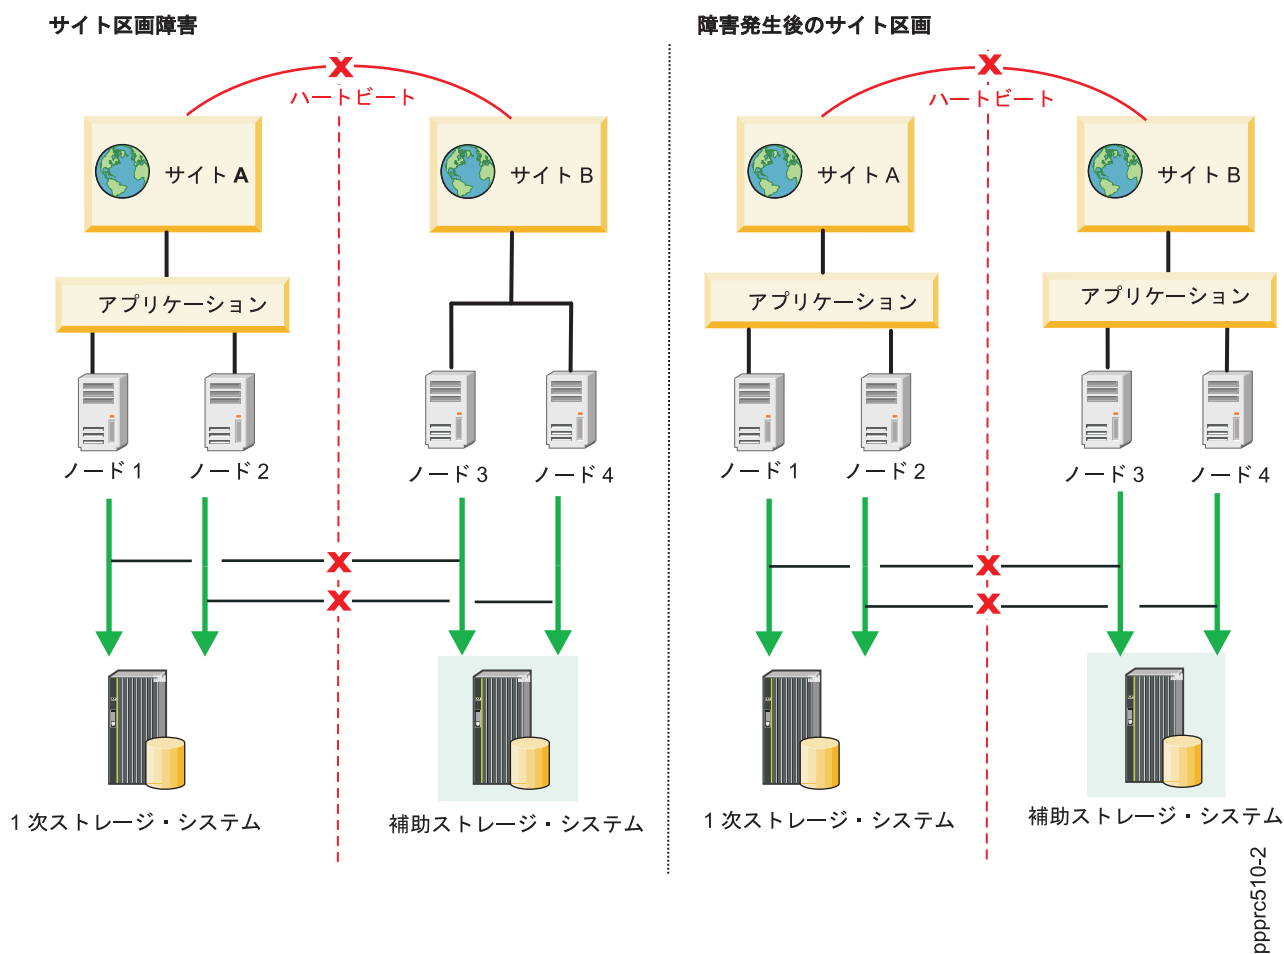 サイト区画障害
ハートビート
サイト A
サイト B
アプリケーション
ノード 1
ノード 2
ノード 3
ノード 4
1 次ストレージ・システム
補助ストレージ・システム
障害発生後のサイト区画
ハートビート
サイト A
サイト B
アプリケーション
アプリケーション
ノード 1
ノード 2
ノード 3
ノード 4
1 次ストレージ・システム
補助ストレージ・システム
ppprc510-2